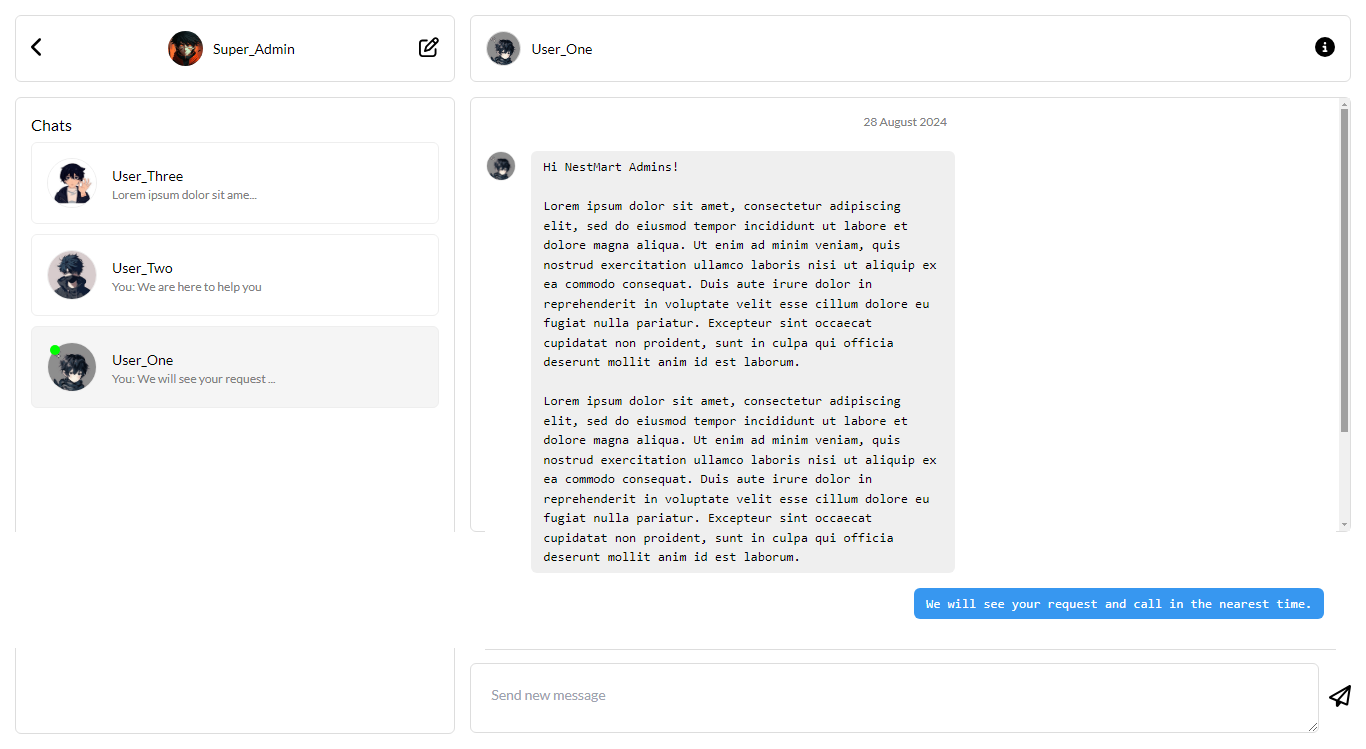 Super_Admin
User_One
Chats
User_Three
Lorem ipsum dolor sit ame...
User_Two
You: We are here to help you
User_One
You: We will see your request ...
28 August 2024
Hi NestMart Admins!
Lorem ipsum dolor sit amet, consectetur adipiscing
elit, sed do eiusmod tempor incididunt ut labore et
dolore magna aliqua. Ut enim ad minim veniam, quis
nostrud exercitation ullamco laboris nisi ut aliquip ex
ea commodo consequat. Duis aute irure dolor in
reprehenderit in voluptate velit esse cillum dolore eu
fugiat nulla pariatur. Excepteur sint occaecat
cupidatat non proident, sunt in culpa qui officia
deserunt mollit anim id est laborum.
Lorem ipsum dolor sit amet, consectetur adipiscing
elit, sed do eiusmod tempor incididunt ut labore et
dolore magna aliqua. Ut enim ad minim veniam, quis
nostrud exercitation ullamco laboris nisi ut aliquip ex
ea commodo consequat. Duis aute irure dolor in
reprehenderit in voluptate velit esse cillum dolore eu
fugiat nulla pariatur. Excepteur sint occaecat
cupidatat non proident, sunt in culpa qui officia
deserunt mollit anim id est laborum.
We will see your request and call in the nearest time.
Send new message